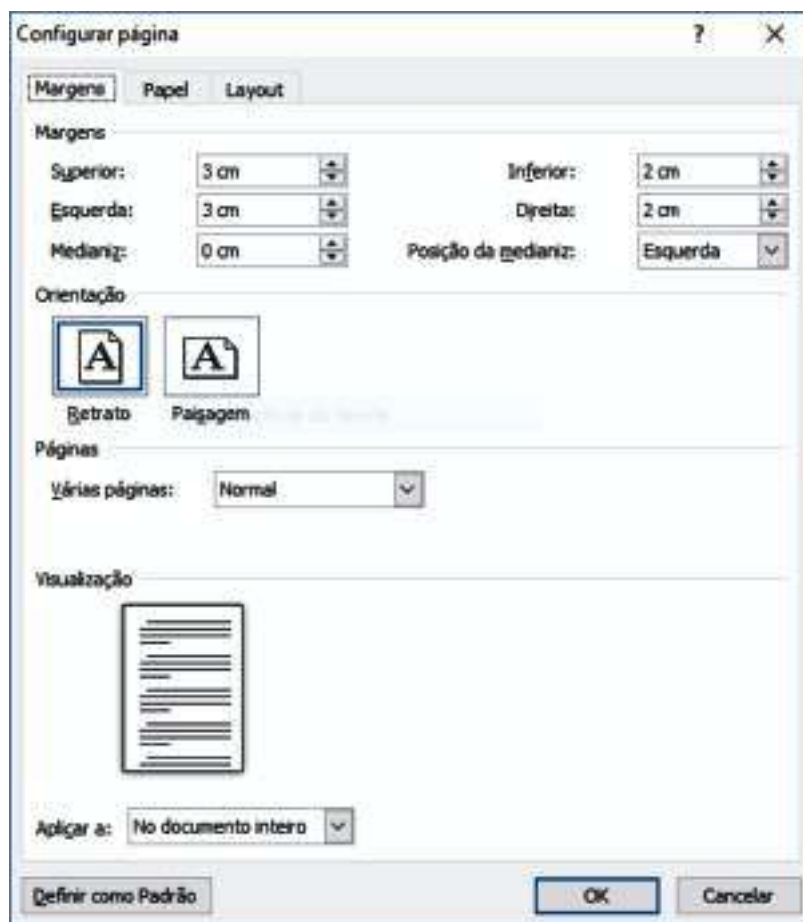 Configurar página ?
Margens Papel Layout
Margens
Superior: 3 cm Inferior: 2 cm
Esquerda: 3 cm Direita: 2 cm
Medianiz: 0 cm Posição da medianiz: Esquerda
Orientação
A A
Retrato Paisagem
Páginas
Várias páginas: Normal
Visualização
Aplicar a: No documento inteiro
Definir como Padrão OK Cancelar